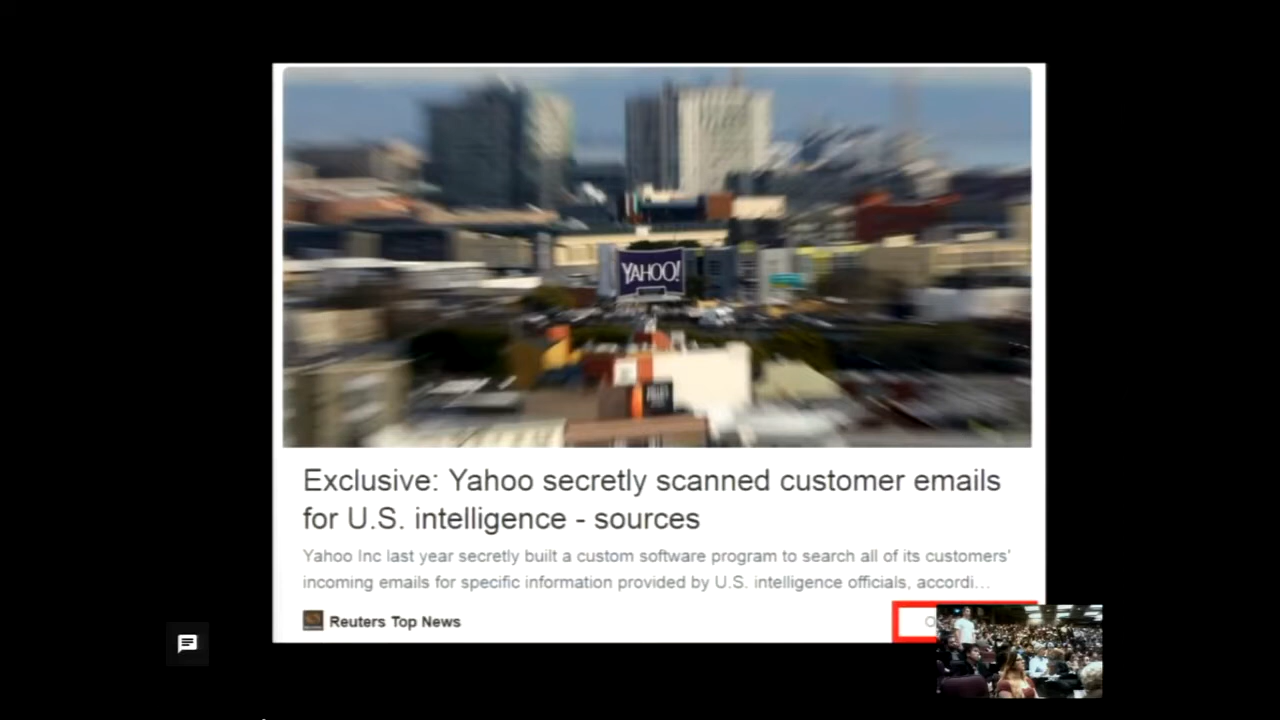 YAHOO!
Exclusive: Yahoo secretly scanned customer emails
for U.S. intelligence - sources
Yahoo Inc last year secretly built a custom software program to search all of its customers'
incoming emails for specific information provided by U.S. intelligence officials, accordi...
Reuters Top News